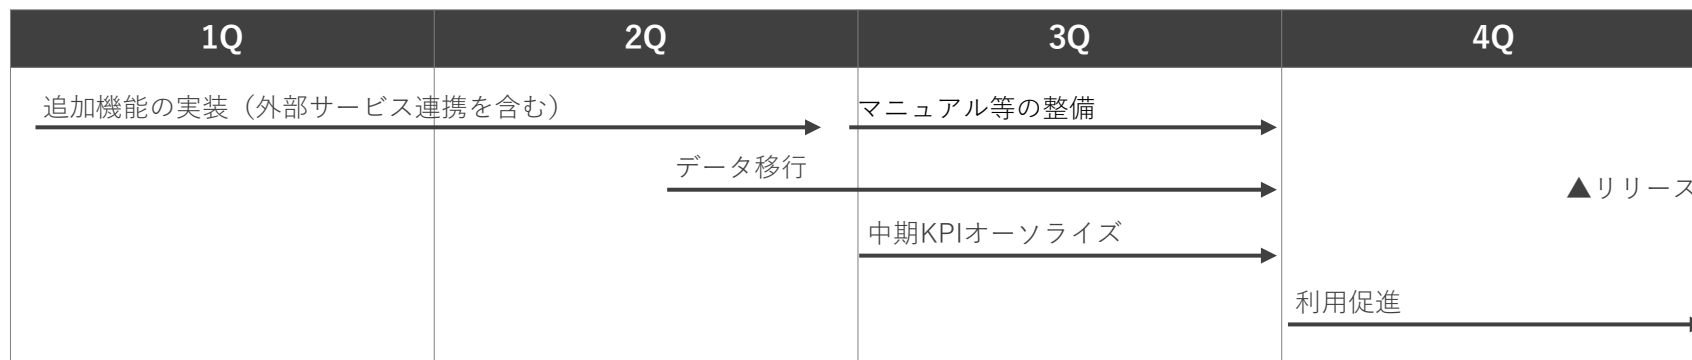 1Q
2Q
3Q
4Q
追加機能の実装（外部サービス連携を含む）
マニュアル等の整備
データ移行
▲リリース
中期KPIオーソライズ
利用促進